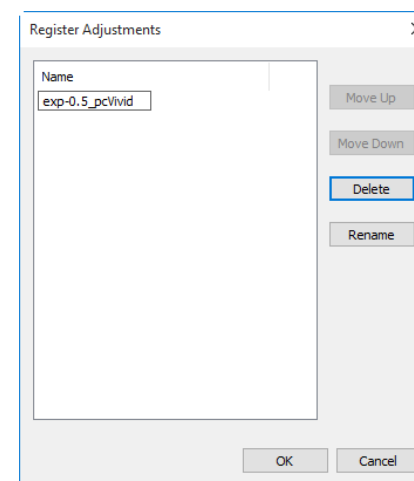 Register Adjustments
Name
exp-0.5_pcVivid
Move Up
Move Down
Delete
Rename
OK
Cancel